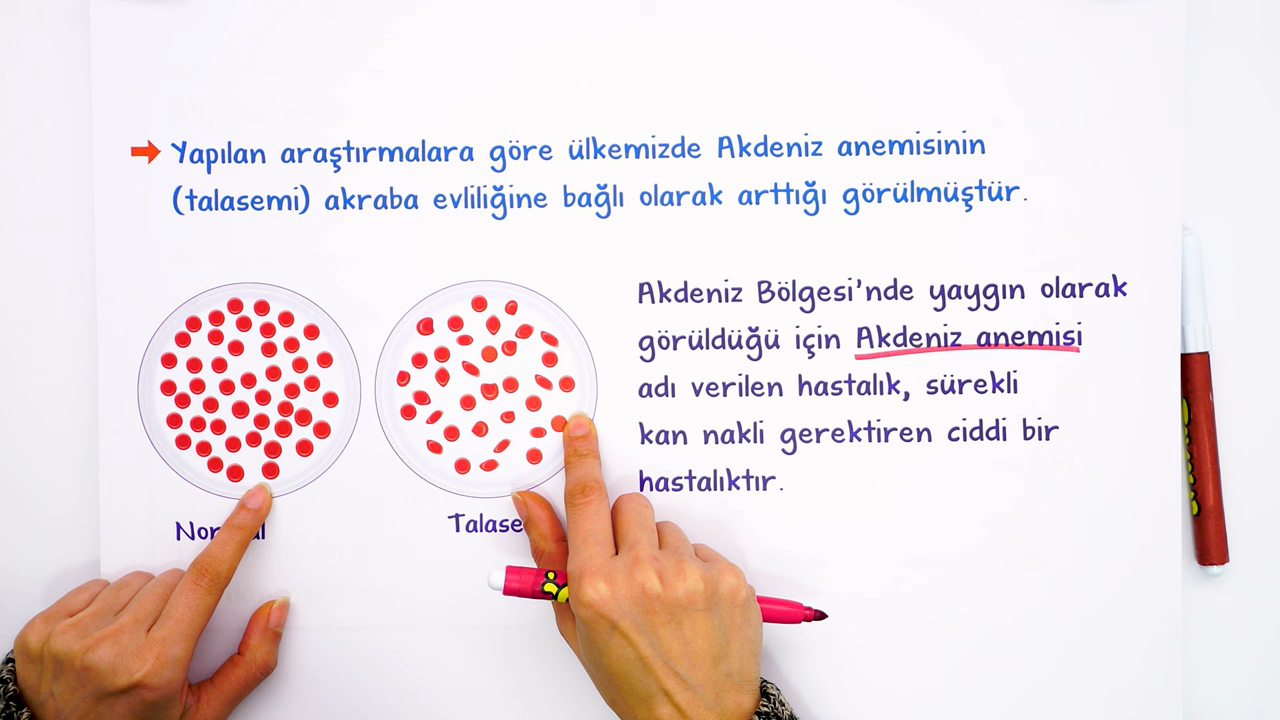 Yapılan araştırmalara göre ülkemizde Akdeniz anemisinin
(talasemi) akraba evliliğine bağlı olarak arttığı görülmüştür.
Akdeniz Bölgesi'nde yaygın olarak
görüldüğü için Akdeniz anemisi
adı verilen hastalık, sürekli
kan nakli gerektiren ciddi bir
hastalıktır.